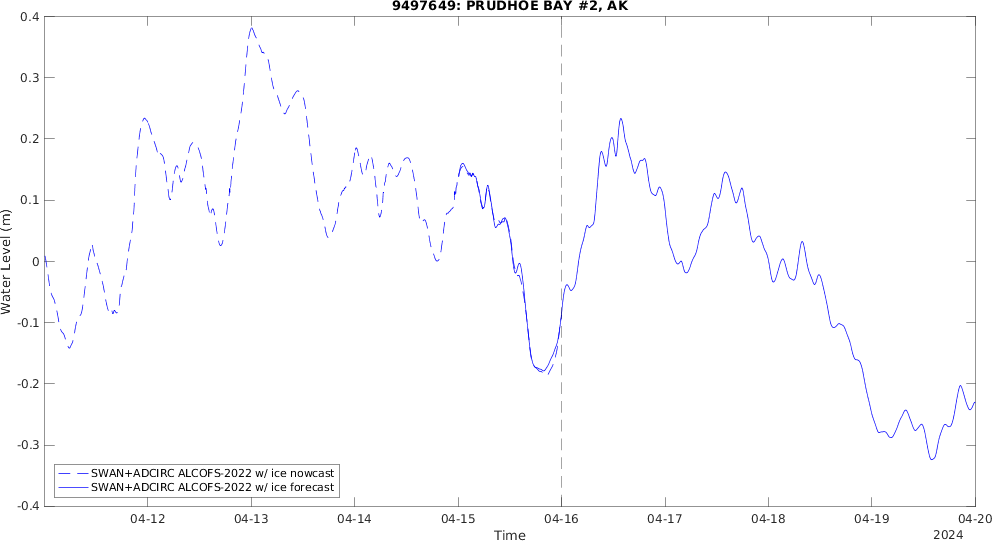 9497649: PRUDHOE BAY #2, AK
0.4
0.3
0.2
0.1
0
-0.1
-0.2
-0.3
-0.4
Water Level (m)
SWAN+ADCIRC ALCOFS-2022 w/ ice nowcast
SWAN+ADCIRC ALCOFS-2022 w/ ice forecast
04-12 04-13 04-14 04-15 04-16 04-17 04-18 04-19 04-20
Time
2024